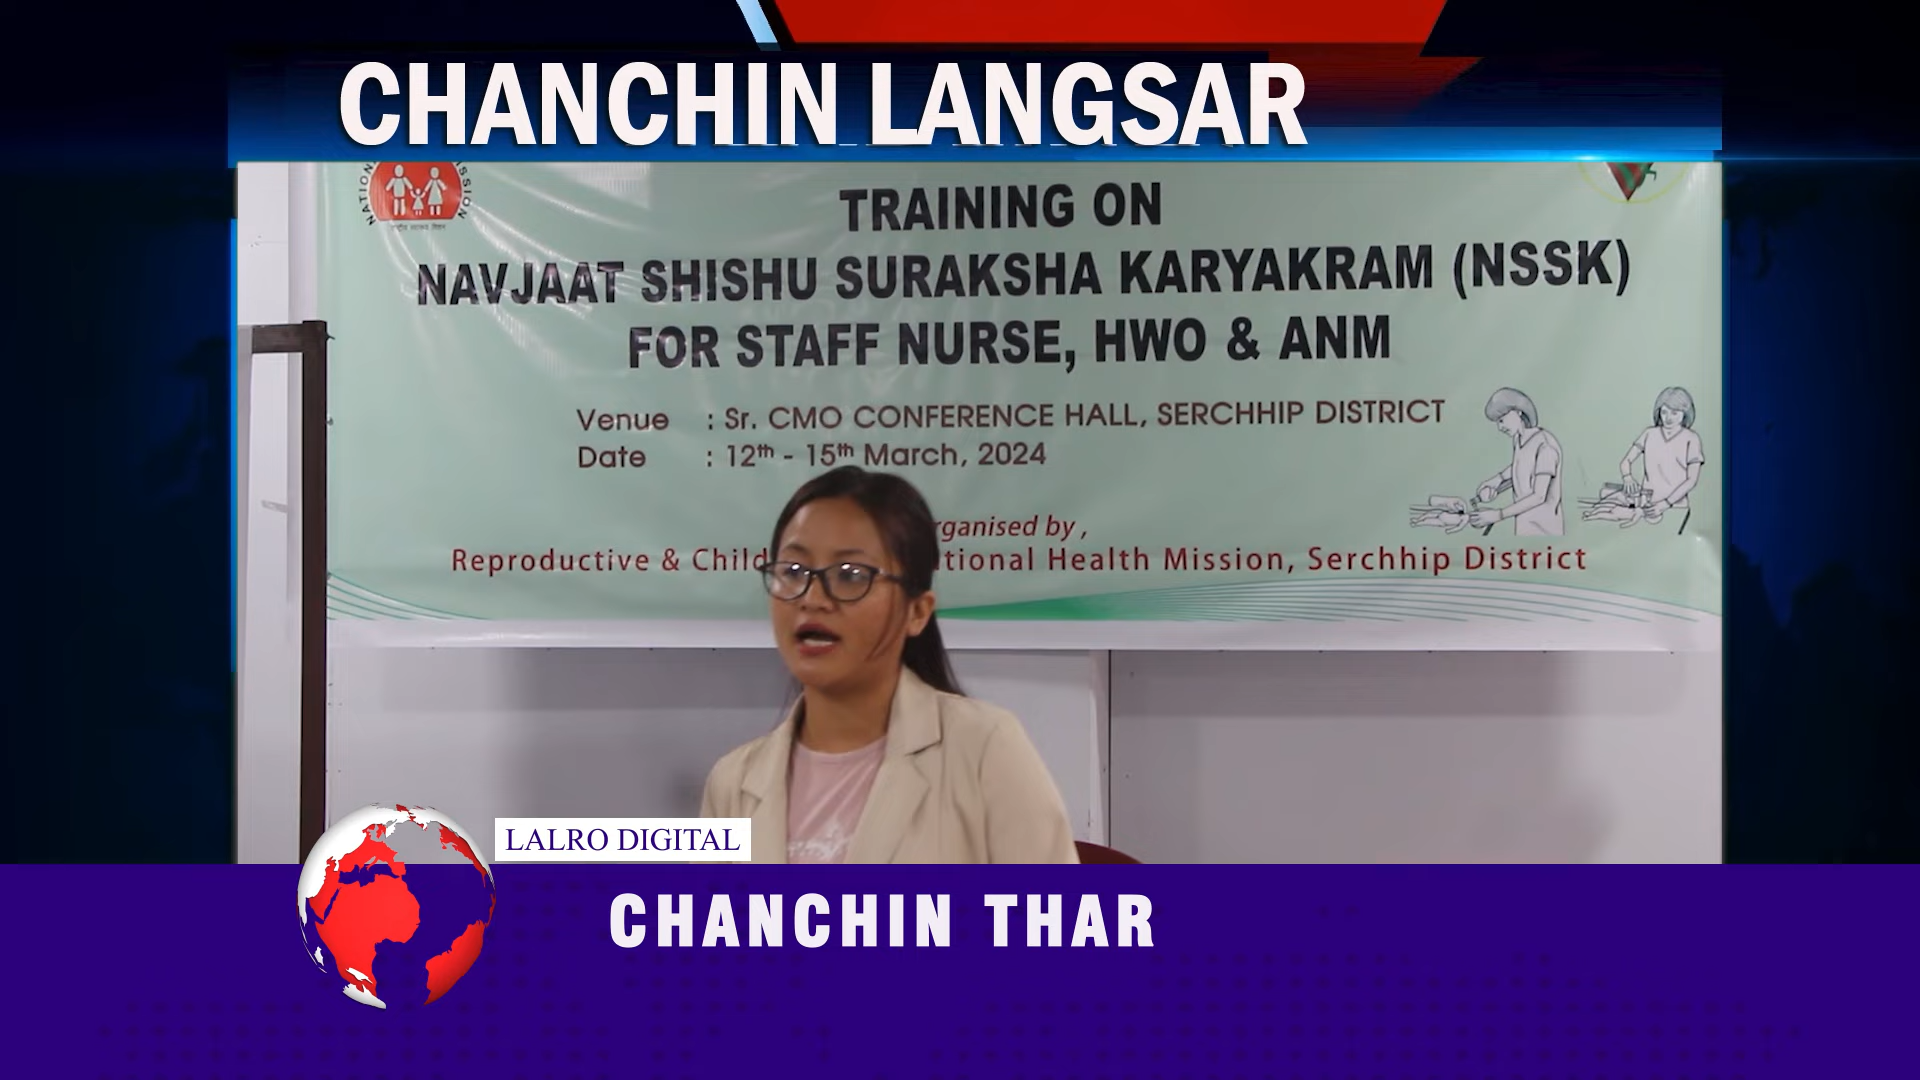 CHANCHIN LANGSAR
TRAINING ON
NAVJAAT SHISHU SURAKSHA KARYAKRAM (NSSK)
FOR STAFF NURSE, HWO & ANM
Venue : Sr. CMO CONFERENCE HALL, SERCHHIP DISTRICT
Date : 12th - 15th March, 2024
rganised by ,
Reproductive & Child tional Health Mission, Serchhip District
LALRO DIGITAL
CHANCHIN THAR